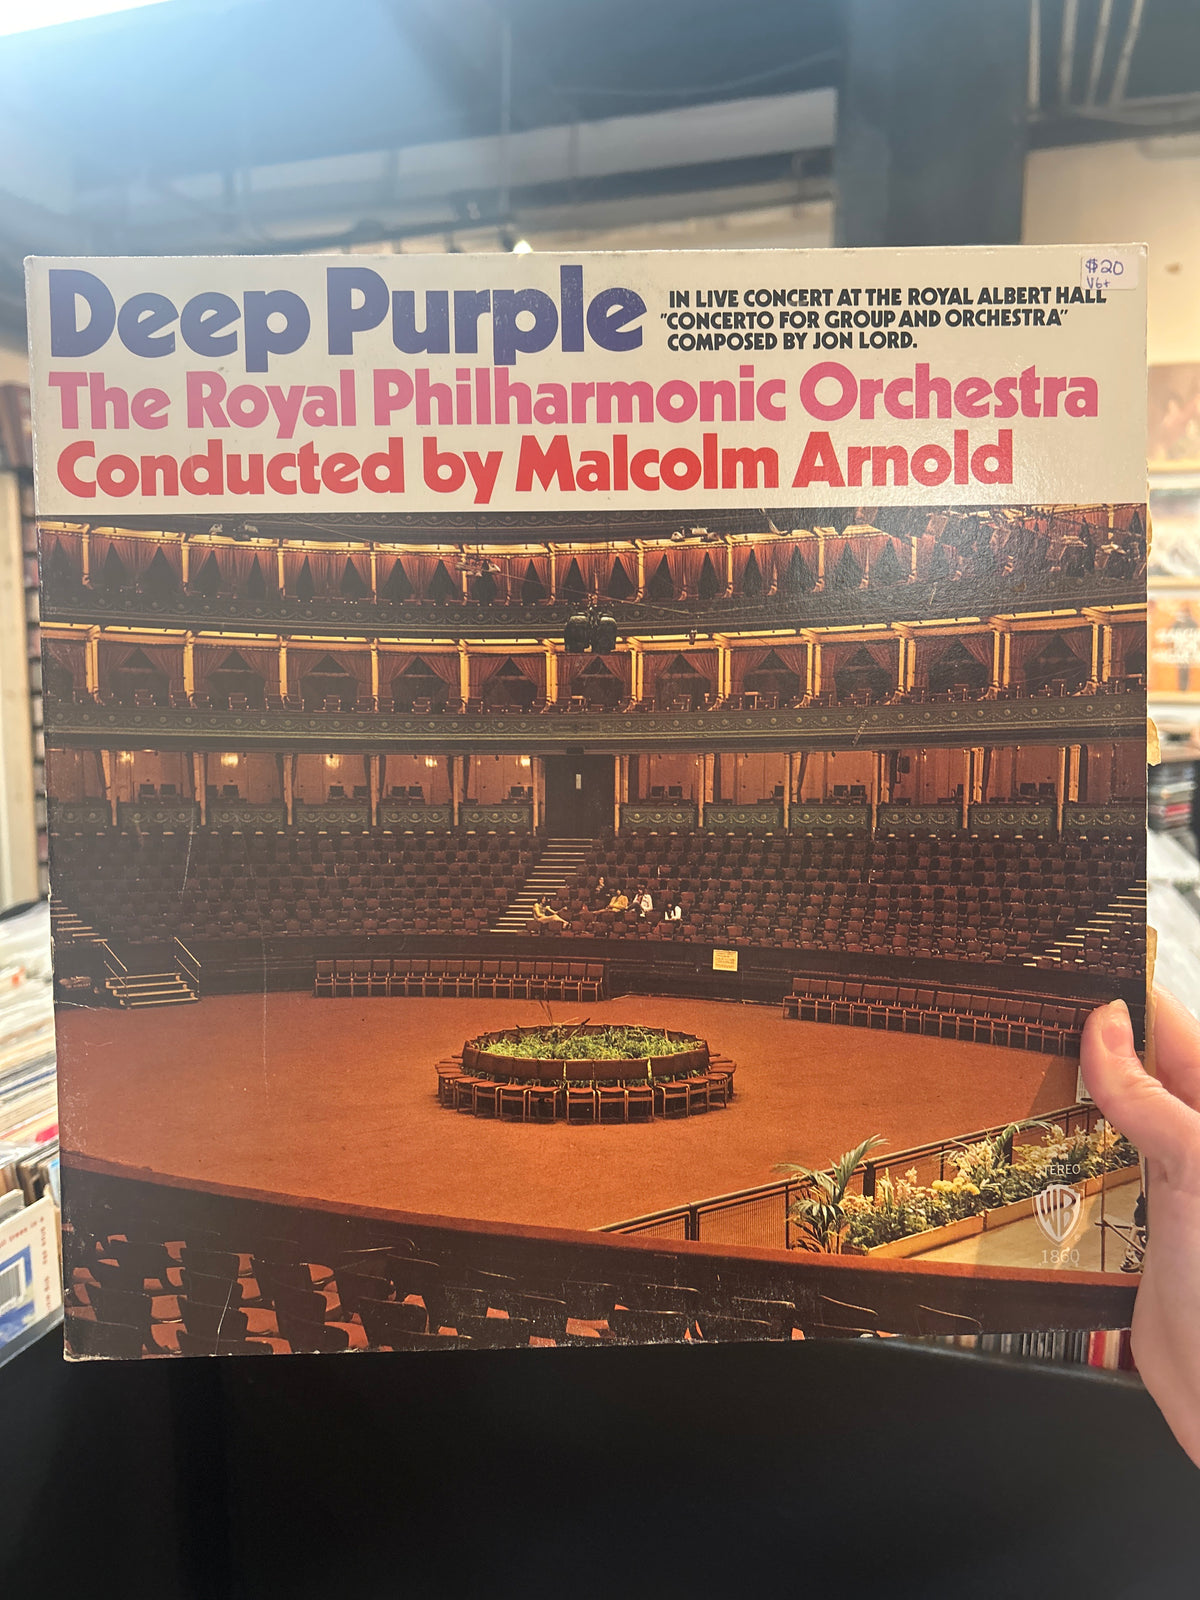 $20
VG+
Deep Purple
IN LIVE CONCERT AT THE ROYAL ALBERT HALL
"CONCERTO FOR GROUP AND ORCHESTRA"
COMPOSED BY JON LORD.
The Royal Philharmonic Orchestra
Conducted by Malcolm Arnold
STEREO
WB
1860